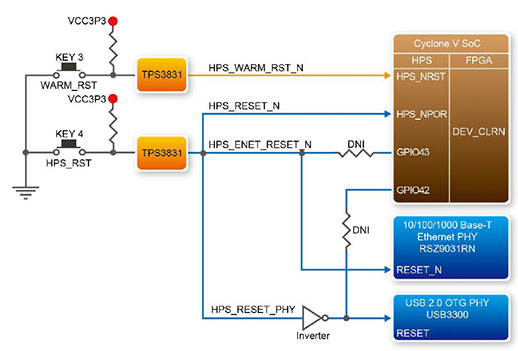 VCC3P3
KEY 3
WARM_RST
TPS3831
HPS_WARM_RST_N
VCC3P3
KEY 4
HPS_RST
TPS3831
HPS_RESET_N
HPS_ENET_RESET_N
DNI
DNI
HPS_RESET_PHY
Inverter
Cyclone V SoC
HPS
FPGA
HPS_NRST
HPS_NPOR
DEV_CLRN
GPIO43
GPIO42
10/100/1000 Base-T
Ethernet PHY
RSZ9031RN
RESET_N
USB 2.0 OTG PHY
USB3300
RESET